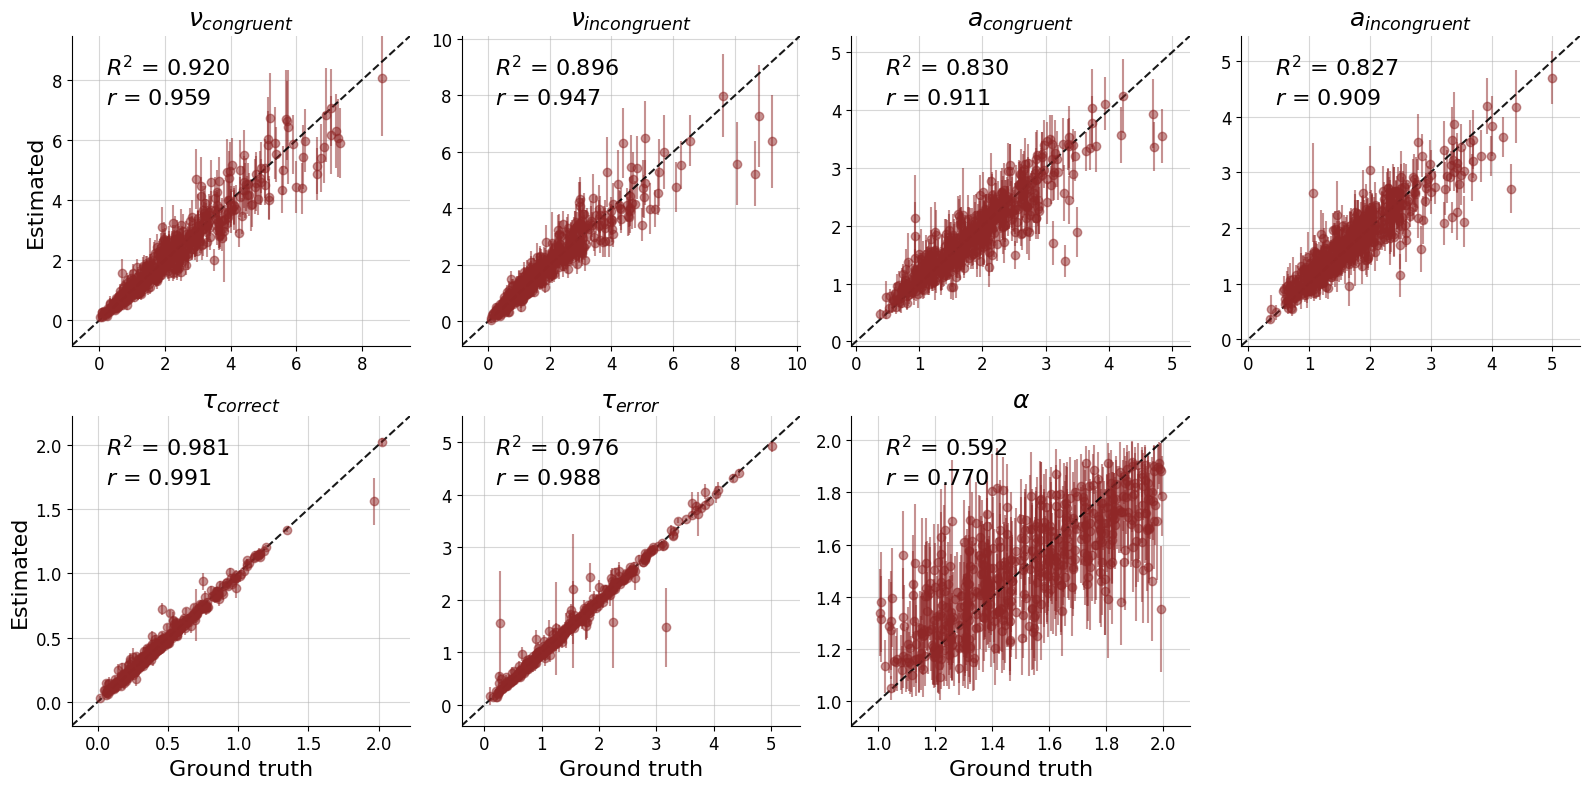 ν_congruent
R² = 0.920
r = 0.959
Estimated
8
6
4
2
0
0 2 4 6 8
ν_incongruent
R² = 0.896
r = 0.947
10
8
6
4
2
0
0 2 4 6 8 10
a_congruent
R² = 0.830
r = 0.911
5
4
3
2
1
0
0 1 2 3 4 5
a_incongruent
R² = 0.827
r = 0.909
5
4
3
2
1
0
0 1 2 3 4 5
τ_correct
R² = 0.981
r = 0.991
Estimated
2.0
1.5
1.0
0.5
0.0
0.0 0.5 1.0 1.5 2.0
Ground truth
τ_error
R² = 0.976
r = 0.988
5
4
3
2
1
0
0 1 2 3 4 5
Ground truth
α
R² = 0.592
r = 0.770
2.0
1.8
1.6
1.4
1.2
1.0
1.0 1.2 1.4 1.6 1.8 2.0
Ground truth